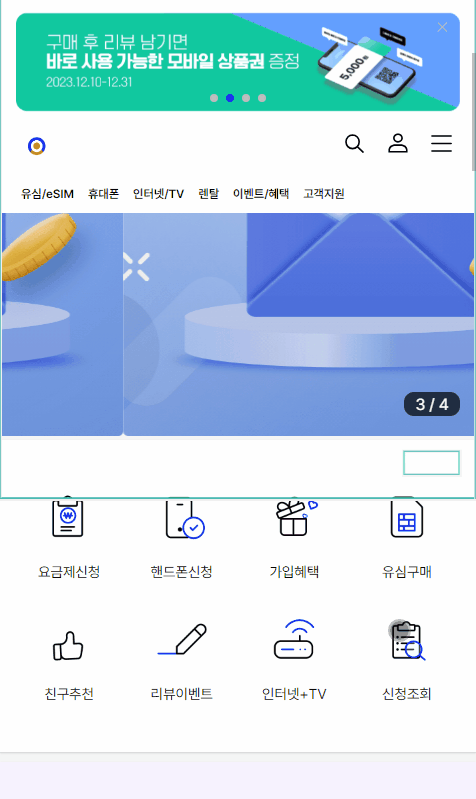 구매 후 리뷰 남기면
바로 사용 가능한 모바일 상품권 증정
2023.12.10-12.31
5,000원
유심/eSIM 휴대폰 인터넷/TV 렌탈 이벤트/혜택 고객지원
3 / 4
요금제신청 핸드폰신청 가입혜택 유심구매
친구추천 리뷰이벤트 인터넷+TV 신청조회